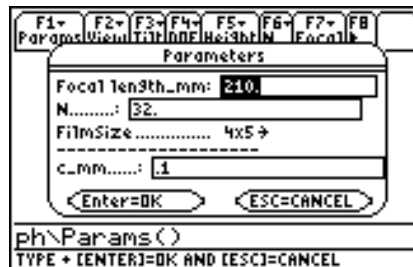 F1▾ F2▾ F3▾ F4▾ F5▾ F6▾ F7▾ F8
Params View Tilt DOF Height N Focal
Parameters
Focal length_mm: 210.
N........: 32.
FilmSize............... 4x5→
------------------------
c_mm......: .1
Enter=OK ESC=CANCEL
ph\Params()
TYPE + [ENTER]=OK AND [ESC]=CANCEL